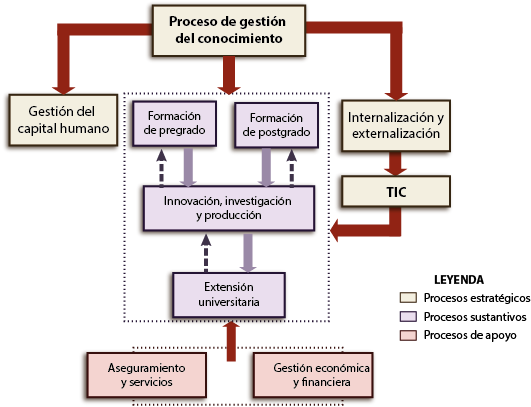 Proceso de gestión
del conocimiento
Gestión del
capital humano
Formación
de pregrado
Formación
de postgrado
Internalización y
externalización
TIC
Innovación, investigación
y producción
Extensión
universitaria
LEYENDA
Procesos estratégicos
Procesos sustantivos
Procesos de apoyo
Aseguramiento
y servicios
Gestión económica
y financiera